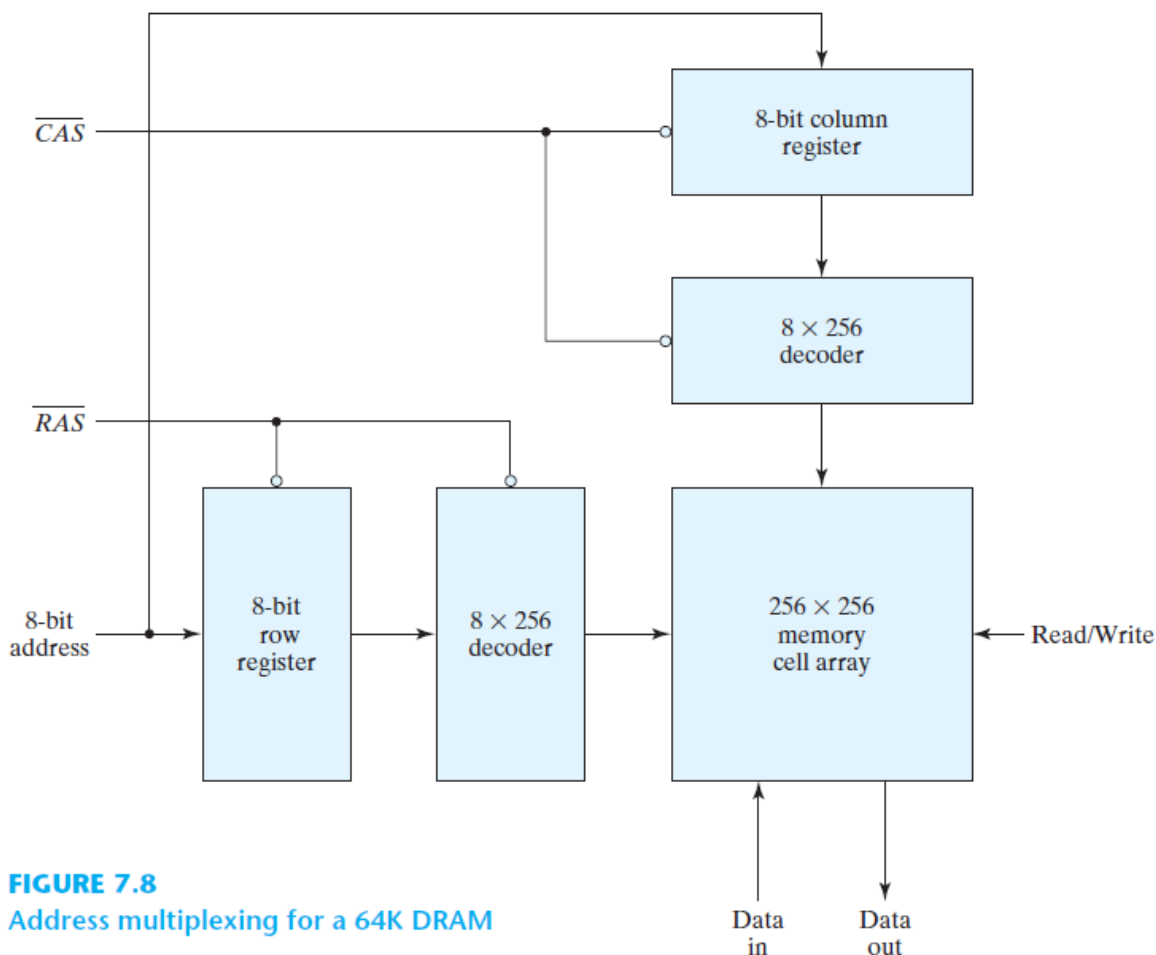 8-bit column
register
CAS
8 × 256
decoder
RAS
8-bit
address
8-bit
row
register
8 × 256
decoder
256 × 256
memory
cell array
Read/Write
Data
in
Data
out
FIGURE 7.8
Address multiplexing for a 64K DRAM